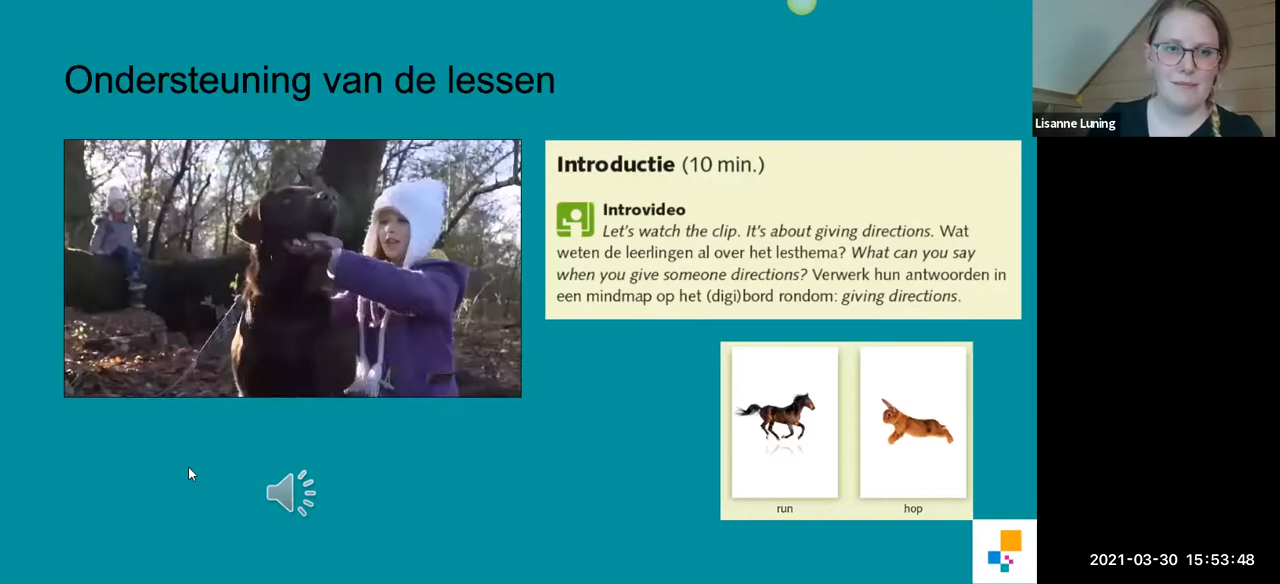 Ondersteuning van de lessen
Lisanne Luning
Introductie (10 min.)
Introvideo
Let's watch the clip. It's about giving directions. Wat
weten de leerlingen al over het lesthema? What can you say
when you give someone directions? Verwerk hun antwoorden in
een mindmap op het (digi)bord rondom: giving directions.
run
hop
2021-03-30 15:53:48